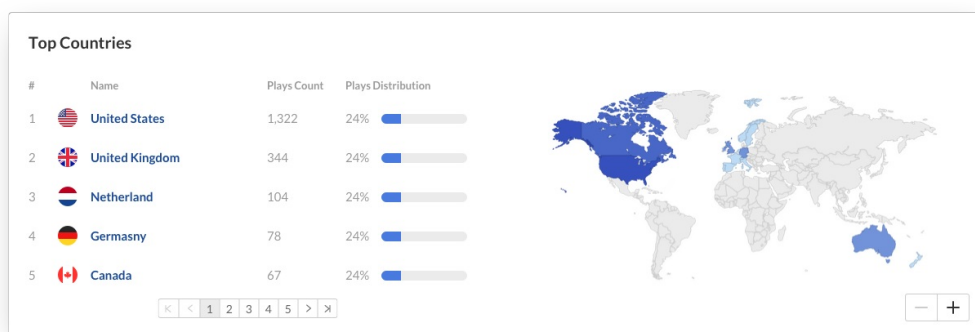 Top Countries
# Name Plays Count Plays Distribution
1 United States 1,322 24%
2 United Kingdom 344 24%
3 Netherland 104 24%
4 Germasny 78 24%
5 Canada 67 24%
1 2 3 4 5